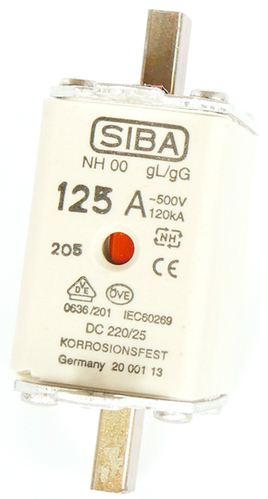 SIBA
NH 00 gL/gG
125 A ~500V 120kA
NH
205
CE
VDE ÖVE
0636/201 IEC60269
DC 220/25
KORROSIONSFEST
Germany 20 001 13